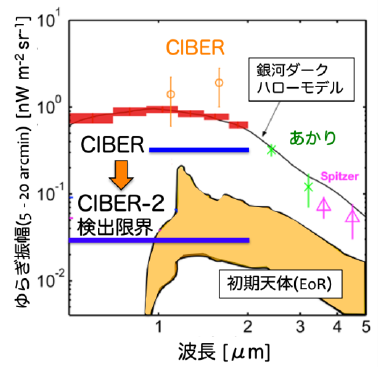 CIBER
銀河ダーク
ハローモデル
あかり
Spitzer
CIBER
CIBER-2
検出限界
初期天体(EoR)
ゆらぎ振幅(5 - 20 arcmin) [nW m⁻² sr⁻¹]
10¹
10⁰
10⁻¹
10⁻²
1 2 3 4 5
波長 [μm]